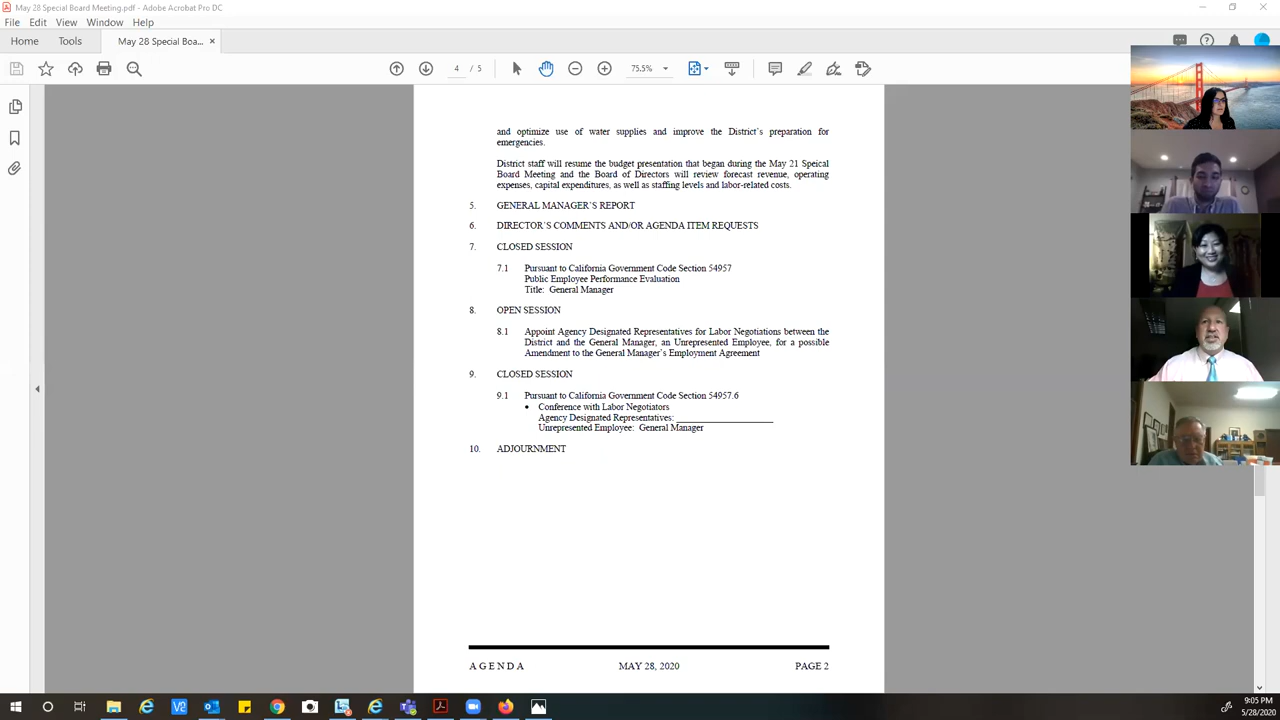 May 28 Special Board Meeting.pdf - Adobe Acrobat Pro DC
File Edit View Window Help
Home Tools May 28 Special Boa... ×
4 / 5 75.5%
and optimize use of water supplies and improve the District's preparation for
emergencies.
District staff will resume the budget presentation that began during the May 21 Speical
Board Meeting and the Board of Directors will review forecast revenue, operating
expenses, capital expenditures, as well as staffing levels and labor-related costs.
5. GENERAL MANAGER'S REPORT
6. DIRECTOR'S COMMENTS AND/OR AGENDA ITEM REQUESTS
7. CLOSED SESSION
7.1 Pursuant to California Government Code Section 54957
Public Employee Performance Evaluation
Title: General Manager
8. OPEN SESSION
8.1 Appoint Agency Designated Representatives for Labor Negotiations between the
District and the General Manager, an Unrepresented Employee, for a possible
Amendment to the General Manager's Employment Agreement
9. CLOSED SESSION
9.1 Pursuant to California Government Code Section 54957.6
• Conference with Labor Negotiators
Agency Designated Representatives: ____________________
Unrepresented Employee: General Manager
10. ADJOURNMENT
AGENDA MAY 28, 2020 PAGE 2
9:05 PM
5/28/2020